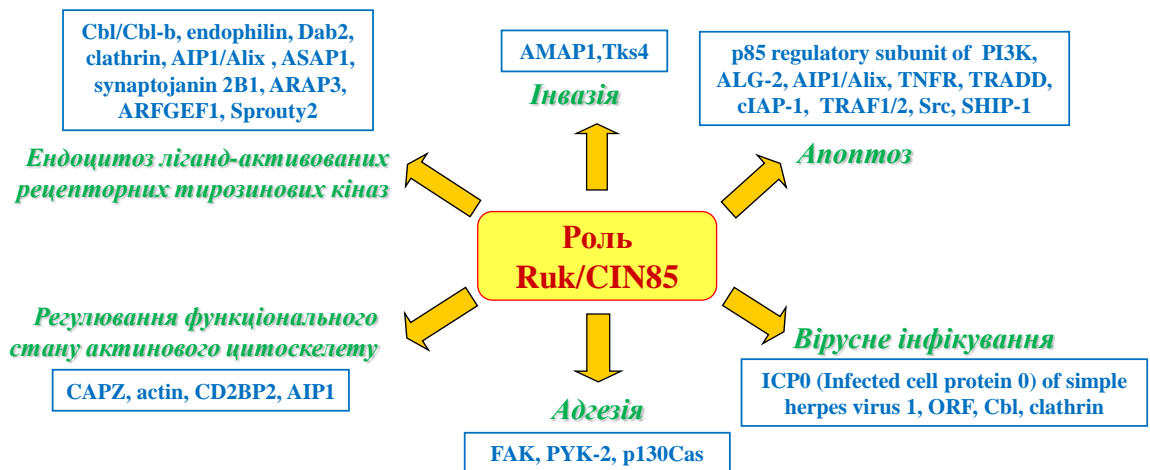 Cbl/Cbl-b, endophilin, Dab2,
clathrin, AIP1/Alix , ASAP1,
synaptojanin 2B1, ARAP3,
ARFGEF1, Sprouty2
Ендоцитоз ліганд-активованих
рецепторних тирозинових кіназ
AMAP1,Tks4
Інвазія
p85 regulatory subunit of PI3K,
ALG-2, AIP1/Alix, TNFR, TRADD,
cIAP-1, TRAF1/2, Src, SHIP-1
Апоптоз
Роль
Ruk/CIN85
Регулювання функціонального
стану актинового цитоскелету
CAPZ, actin, CD2BP2, AIP1
Адгезія
FAK, PYK-2, p130Cas
Вірусне інфікування
ICP0 (Infected cell protein 0) of simple
herpes virus 1, ORF, Cbl, clathrin